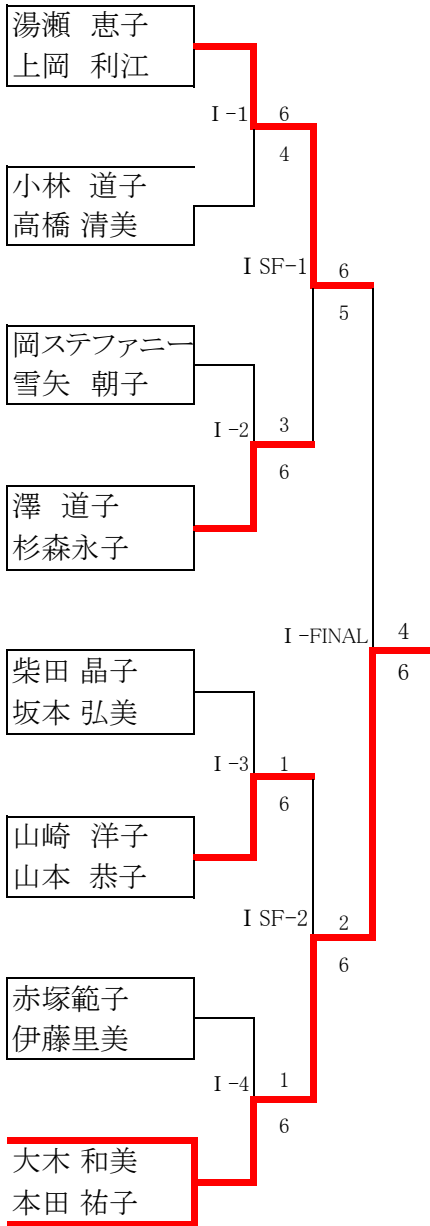 湯瀬 恵子
上岡 利江
I -1
6
4
小林 道子
高橋 清美
I SF-1
6
5
岡ステファニー
雪矢 朝子
I -2
3
6
澤 道子
杉森永子
I -FINAL
4
6
柴田 晶子
坂本 弘美
I -3
1
6
山崎 洋子
山本 恭子
I SF-2
2
6
赤塚範子
伊藤里美
I -4
1
6
大木 和美
本田 祐子